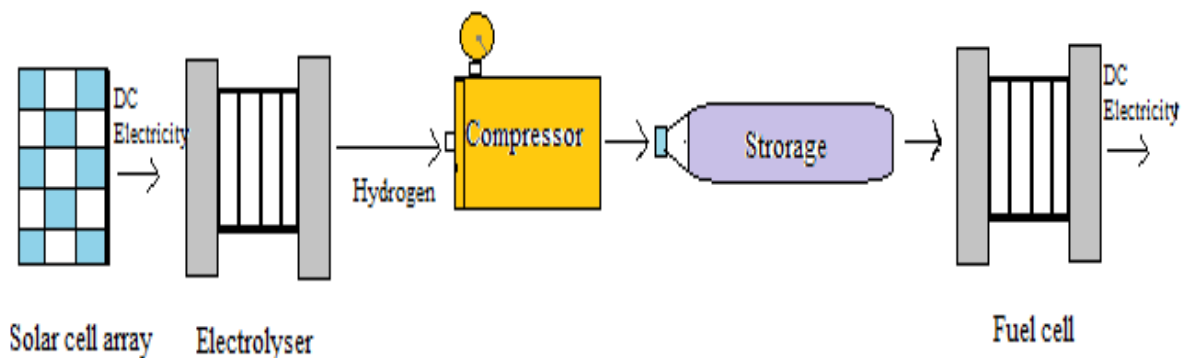 DC
Electricity
Solar cell array
Electrolyser
Hydrogen
Compressor
Strorage
DC
Electricity
Fuel cell